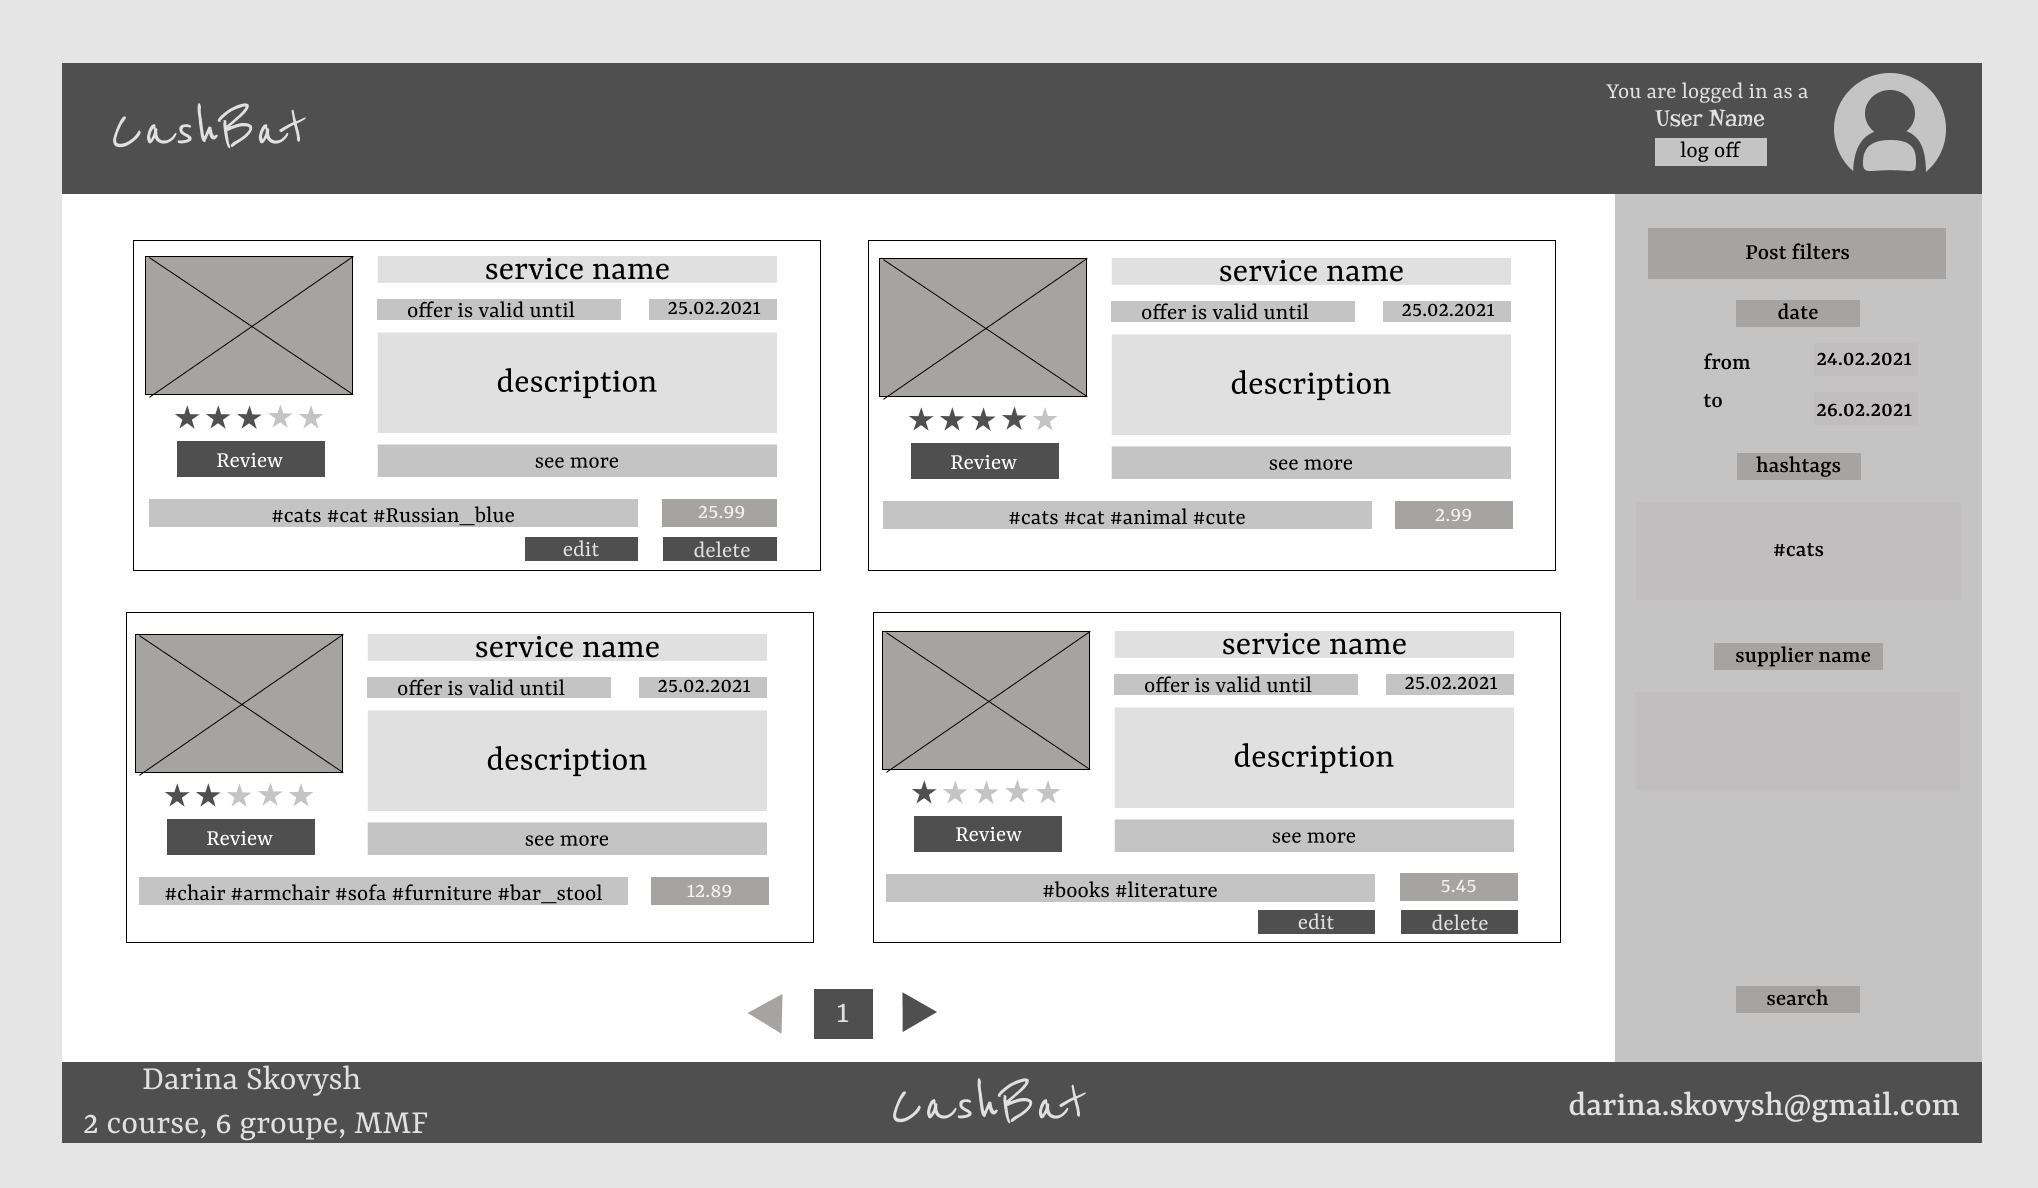 CashBat
You are logged in as a
User Name
log off
service name
offer is valid until 25.02.2021
description
Review
see more
#cats #cat #Russian_blue 25.99
edit delete
service name
offer is valid until 25.02.2021
description
Review
see more
#cats #cat #animal #cute 2.99
service name
offer is valid until 25.02.2021
description
Review
see more
#chair #armchair #sofa #furniture #bar_stool 12.89
service name
offer is valid until 25.02.2021
description
Review
see more
#books #literature 5.45
edit delete
1
Post filters
date
from 24.02.2021
to 26.02.2021
hashtags
#cats
supplier name
search
Darina Skovysh
2 course, 6 groupe, MMF
CashBat
darina.skovysh@gmail.com